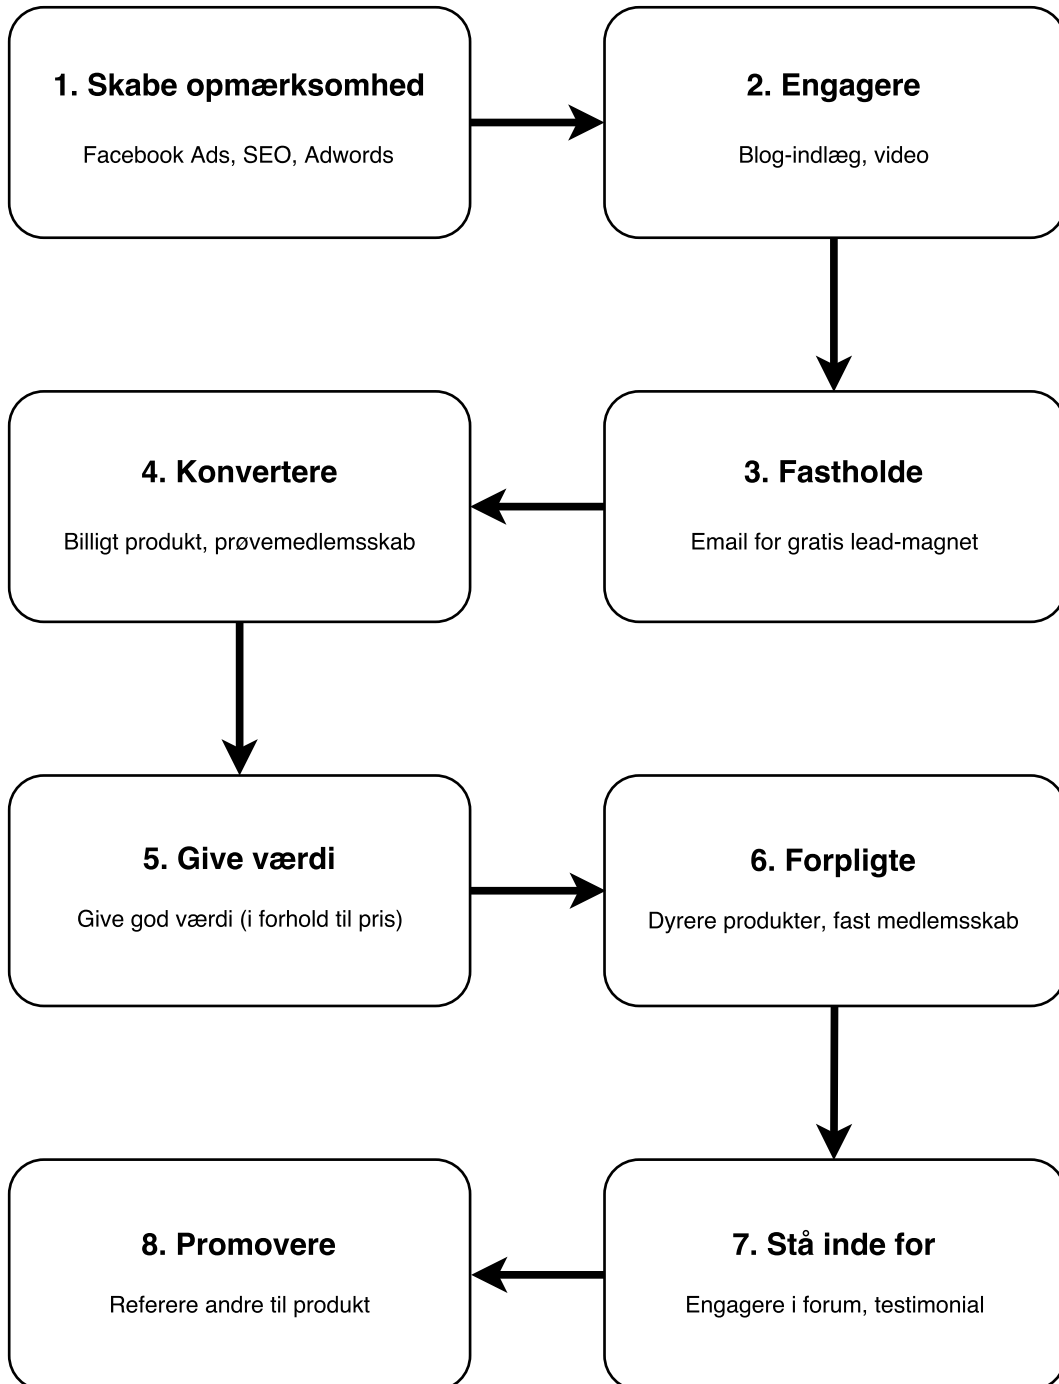 1. Skabe opmærksomhed
Facebook Ads, SEO, Adwords
2. Engagere
Blog-indlæg, video
3. Fastholde
Email for gratis lead-magnet
4. Konvertere
Billigt produkt, prøvemedlemsskab
5. Give værdi
Give god værdi (i forhold til pris)
6. Forpligte
Dyrere produkter, fast medlemsskab
7. Stå inde for
Engagere i forum, testimonial
8. Promovere
Referere andre til produkt